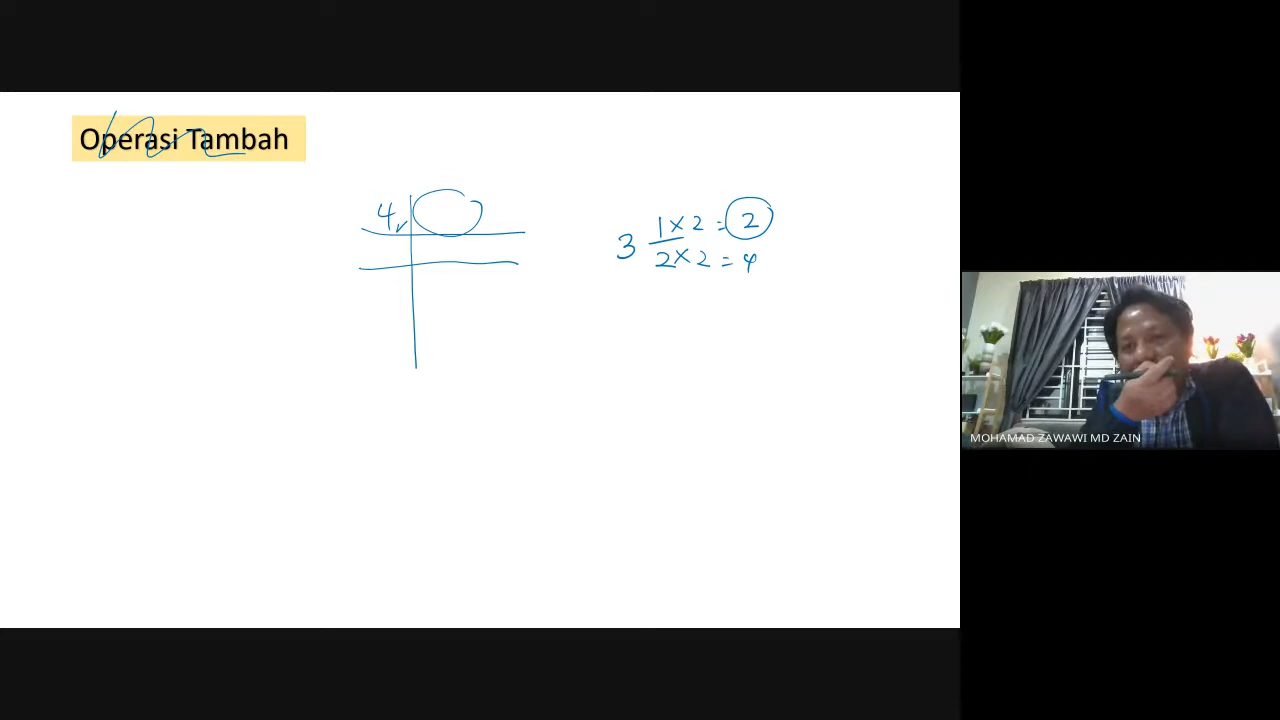 Operasi Tambah
4
3 1 × 2 = 2
2 × 2 = 4
MOHAMAD ZAWAWI MD ZAIN